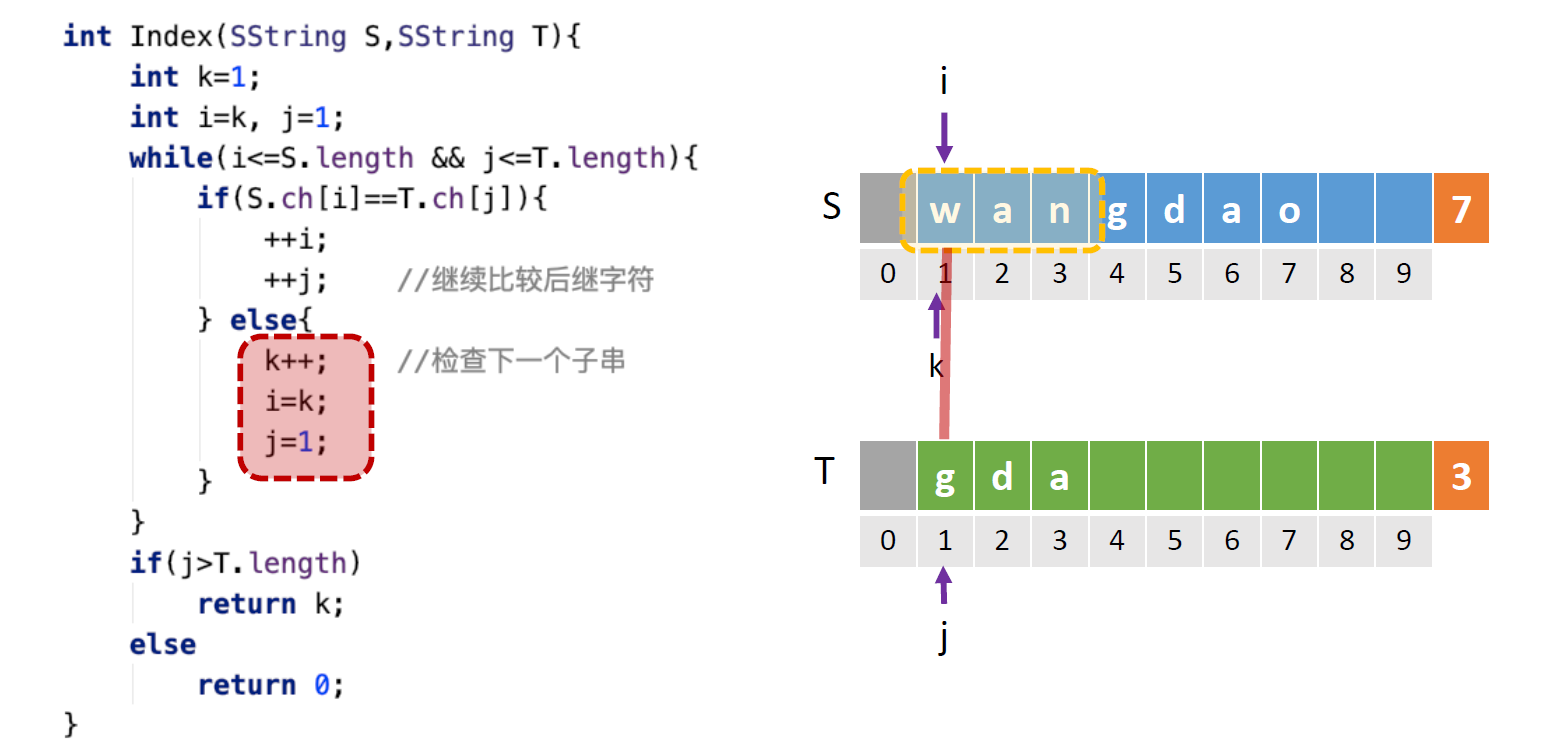 int Index(SString S,SString T){
int k=1;
int i=k, j=1;
while(i<=S.length && j<=T.length){
if(S.ch[i]==T.ch[j]){
++i;
++j; //继续比较后继字符
} else{
k++; //检查下一个子串
i=k;
j=1;
}
}
if(j>T.length)
return k;
else
return 0;
}
i
S w a n g d a o 7
0 1 2 3 4 5 6 7 8 9
k
T g d a 3
0 1 2 3 4 5 6 7 8 9
j